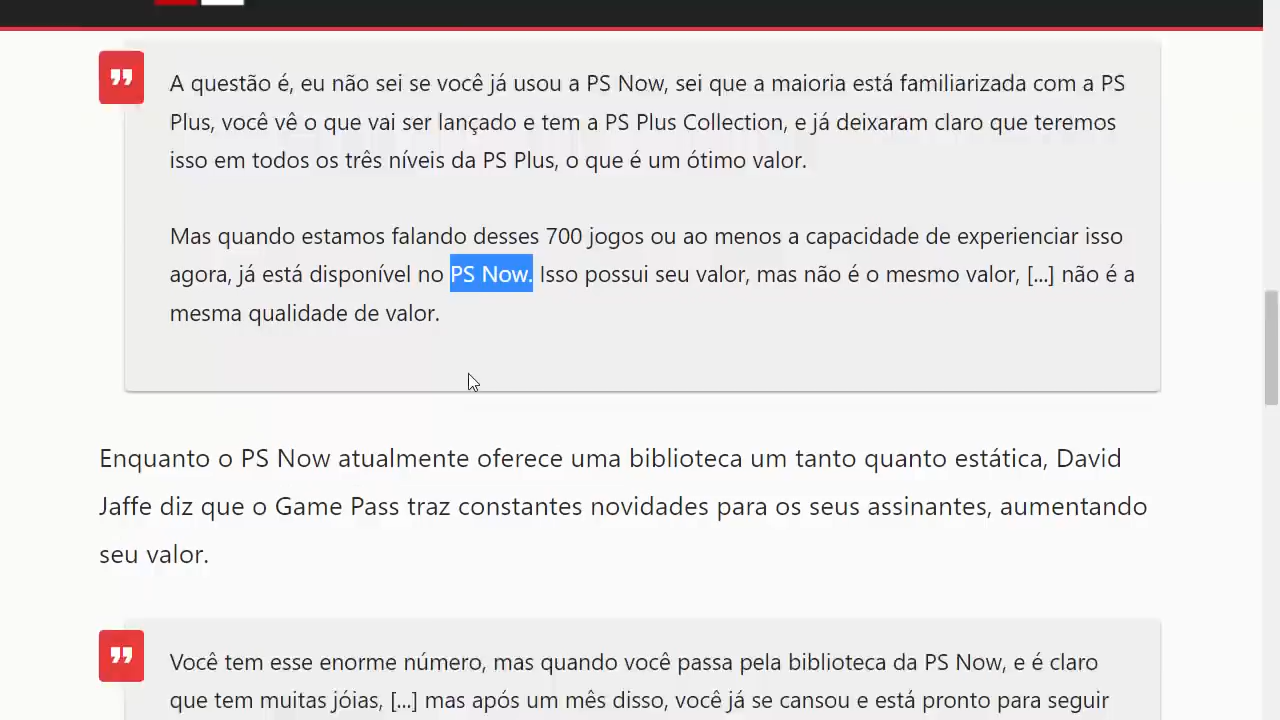 A questão é, eu não sei se você já usou a PS Now, sei que a maioria está familiarizada com a PS
Plus, você vê o que vai ser lançado e tem a PS Plus Collection, e já deixaram claro que teremos
isso em todos os três níveis da PS Plus, o que é um ótimo valor.
Mas quando estamos falando desses 700 jogos ou ao menos a capacidade de experienciar isso
agora, já está disponível no PS Now. Isso possui seu valor, mas não é o mesmo valor, [...] não é a
mesma qualidade de valor.
Enquanto o PS Now atualmente oferece uma biblioteca um tanto quanto estática, David
Jaffe diz que o Game Pass traz constantes novidades para os seus assinantes, aumentando
seu valor.
Você tem esse enorme número, mas quando você passa pela biblioteca da PS Now, e é claro
que tem muitas jóias, [...] mas após um mês disso, você já se cansou e está pronto para seguir